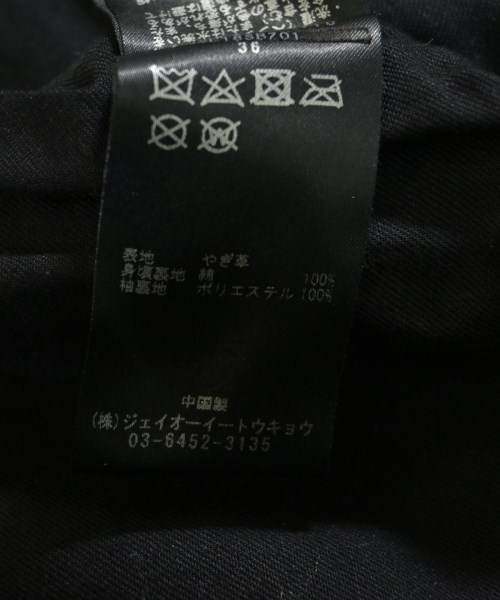 36
表地 やぎ革
身頃裏地 綿 100%
袖裏地 ポリエステル 100%
中國製
(株)ジェイオーイートウキョウ
03-6452-3135